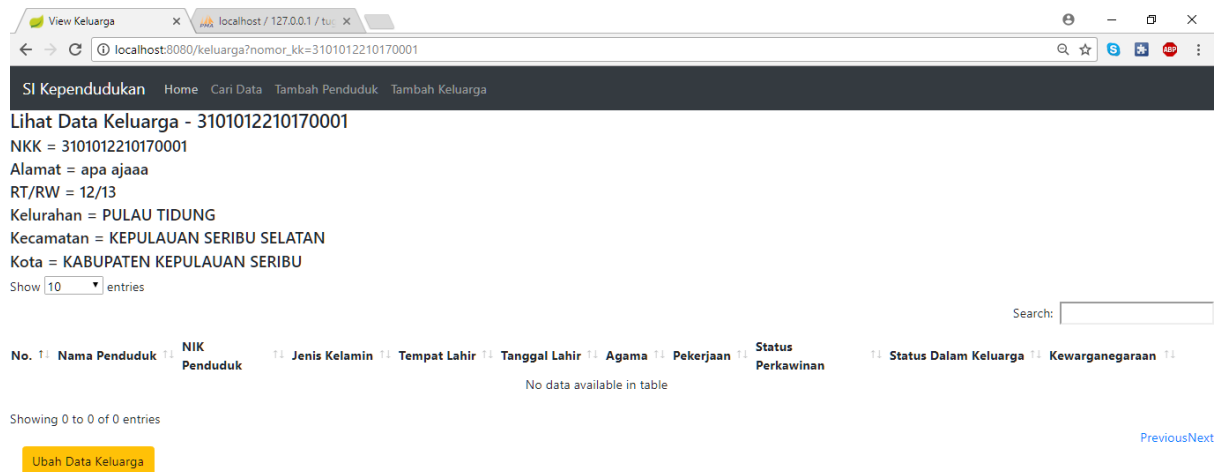 View Keluarga
localhost / 127.0.0.1 / tu
localhost:8080/keluarga?nomor_kk=3101012210170001
SI Kependudukan Home Cari Data Tambah Penduduk Tambah Keluarga
Lihat Data Keluarga - 3101012210170001
NKK = 3101012210170001
Alamat = apa ajaaa
RT/RW = 12/13
Kelurahan = PULAU TIDUNG
Kecamatan = KEPULAUAN SERIBU SELATAN
Kota = KABUPATEN KEPULAUAN SERIBU
Show 10 entries
Search:
No. Nama Penduduk NIK Penduduk Jenis Kelamin Tempat Lahir Tanggal Lahir Agama Pekerjaan Status Perkawinan Status Dalam Keluarga Kewarganegaraan
No data available in table
Showing 0 to 0 of 0 entries
PreviousNext
Ubah Data Keluarga